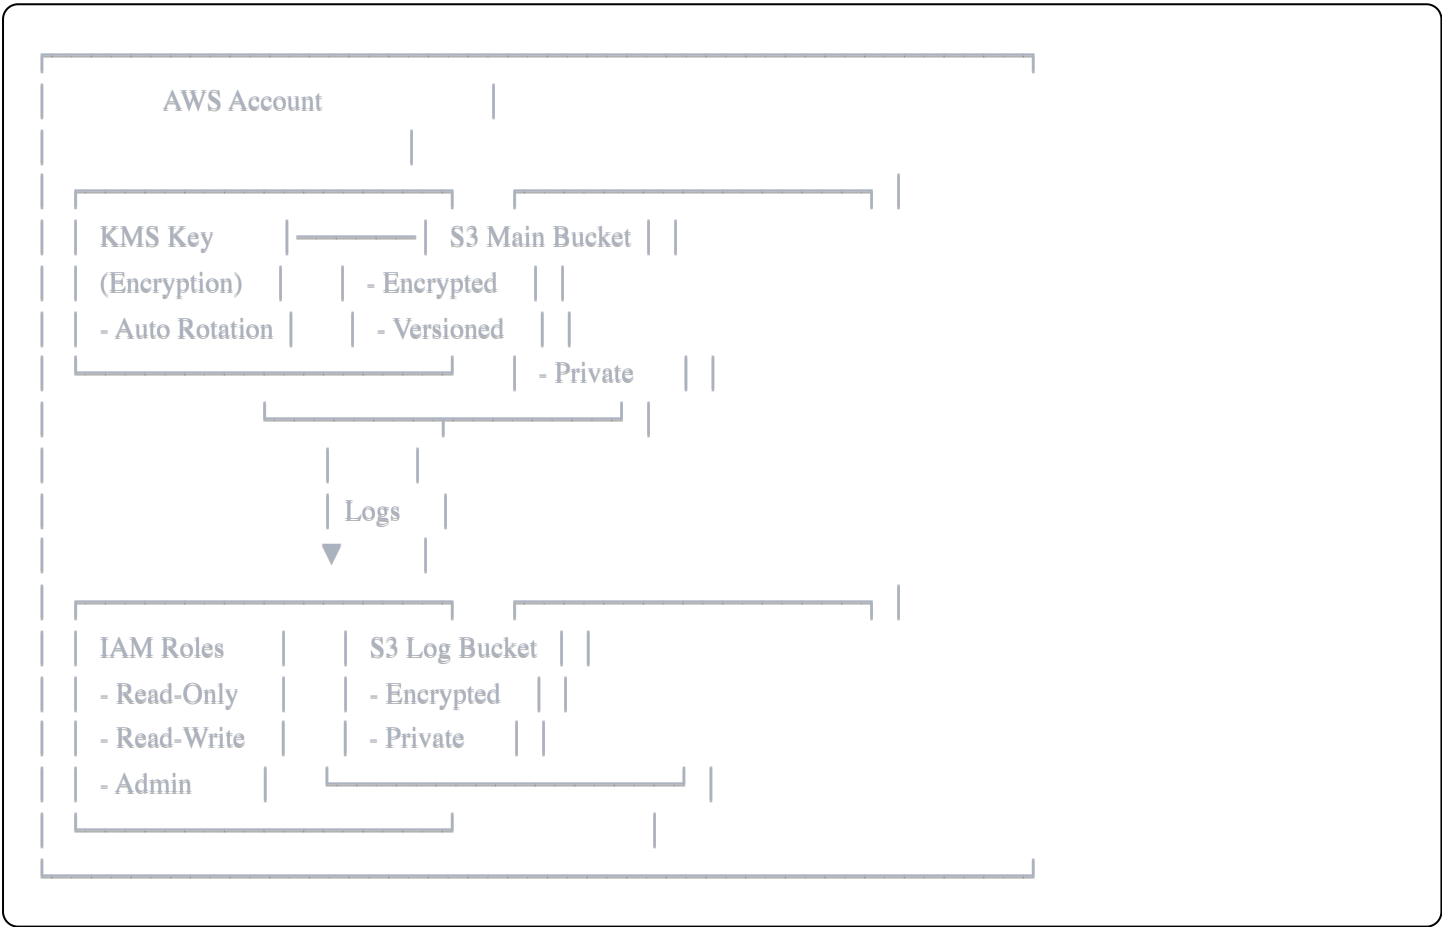 AWS Account
KMS Key S3 Main Bucket
(Encryption) - Encrypted
- Auto Rotation - Versioned
- Private
Logs
IAM Roles S3 Log Bucket
- Read-Only - Encrypted
- Read-Write - Private
- Admin